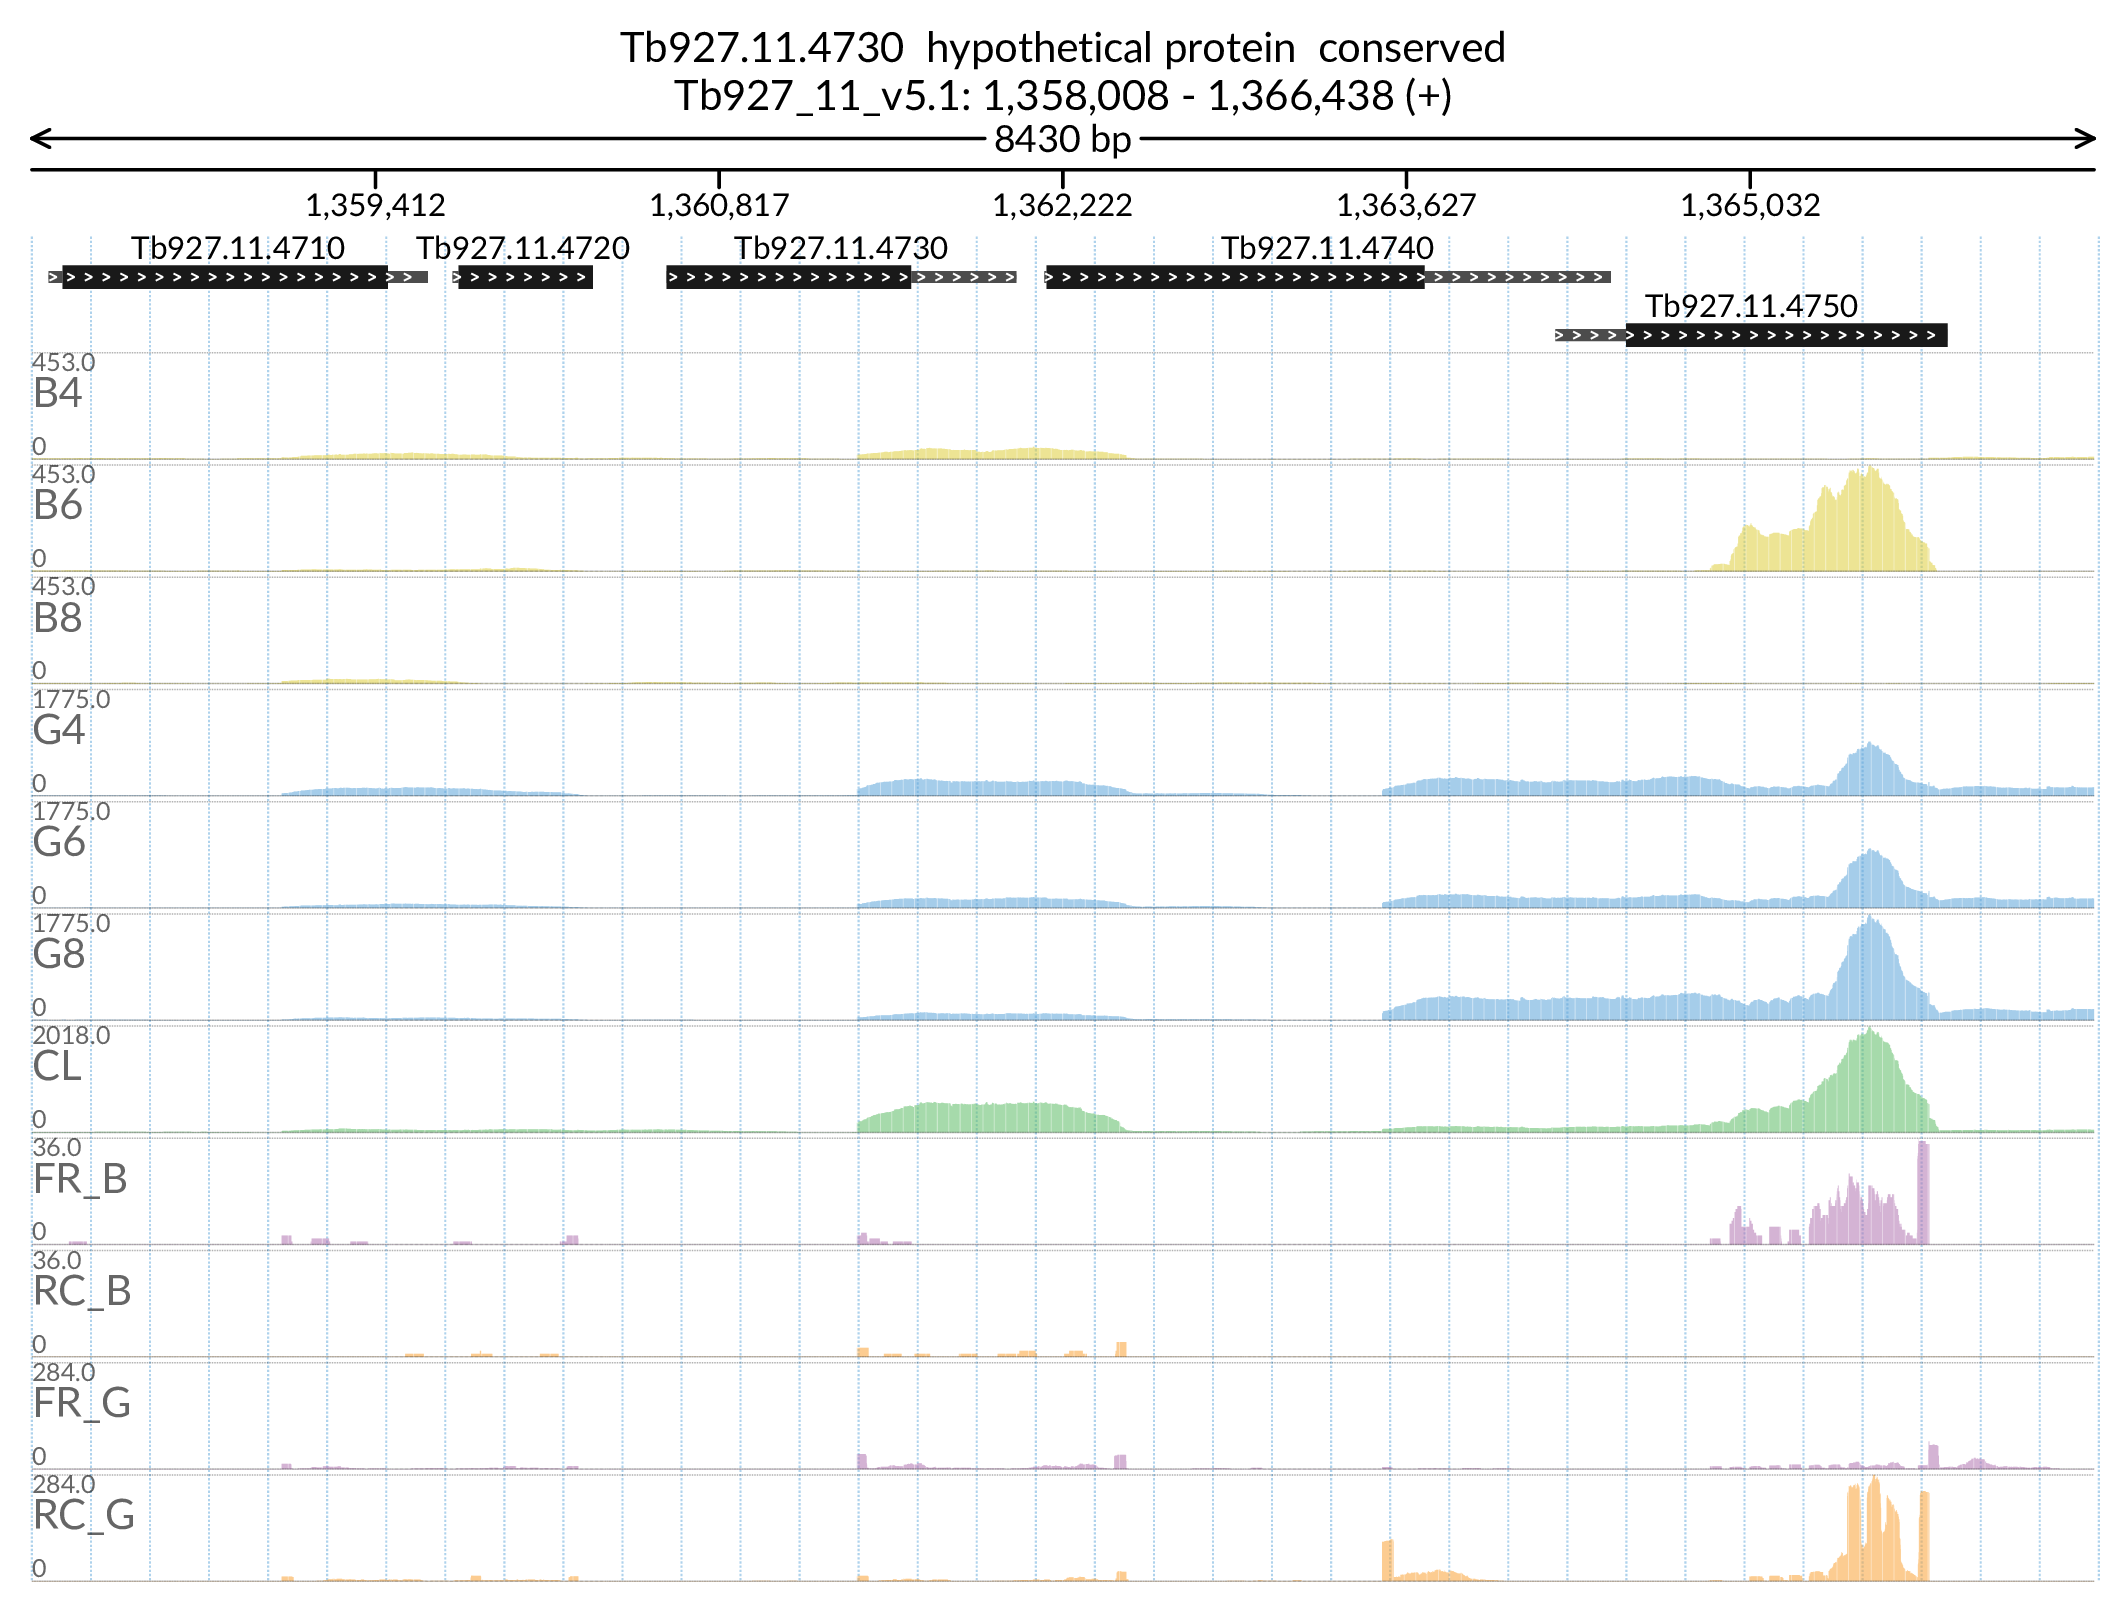 Tb927.11.4730 hypothetical protein conserved
Tb927_11_v5.1: 1,358,008 - 1,366,438 (+)
8430 bp
1,359,412 1,360,817 1,362,222 1,363,627 1,365,032
Tb927.11.4710 Tb927.11.4720 Tb927.11.4730 Tb927.11.4740
Tb927.11.4750
453.0
B4
0
453.0
B6
0
453.0
B8
0
1775.0
G4
0
1775.0
G6
0
1775.0
G8
0
2018.0
CL
0
36.0
FR_B
0
36.0
RC_B
0
284.0
FR_G
0
284.0
RC_G
0